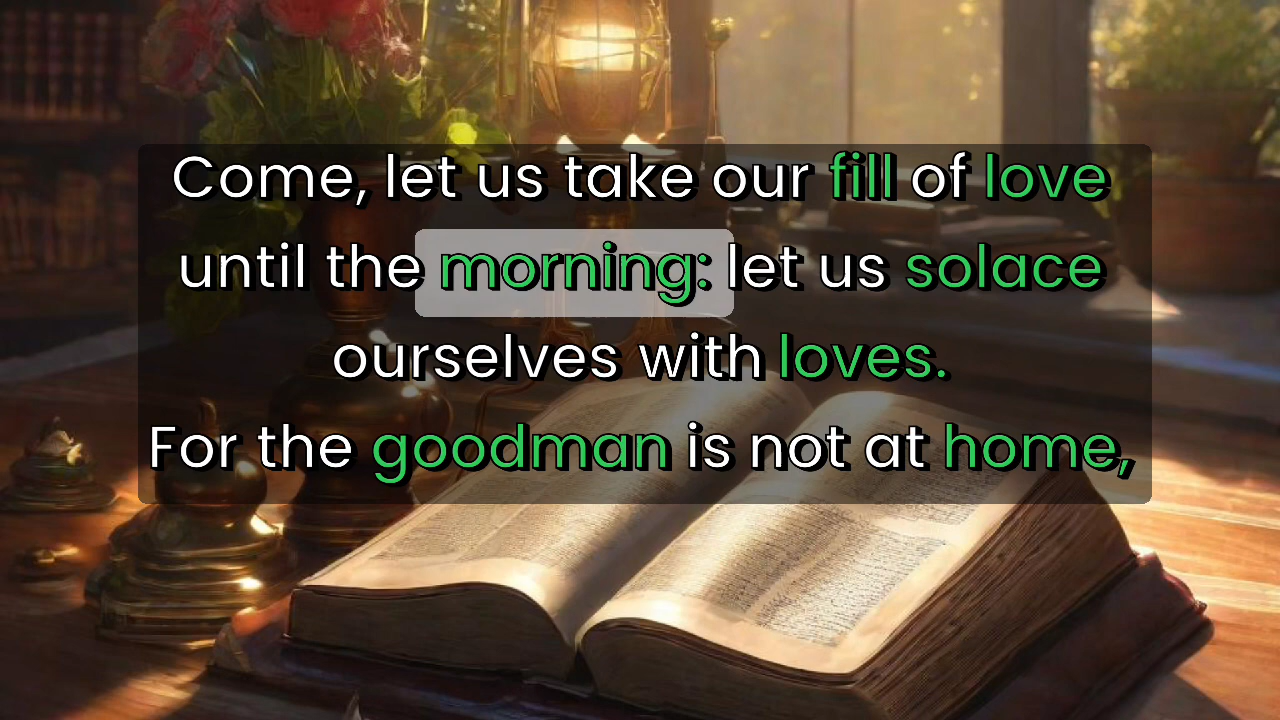 Come, let us take our fill of love
until the morning: let us solace
ourselves with loves.
For the goodman is not at home,